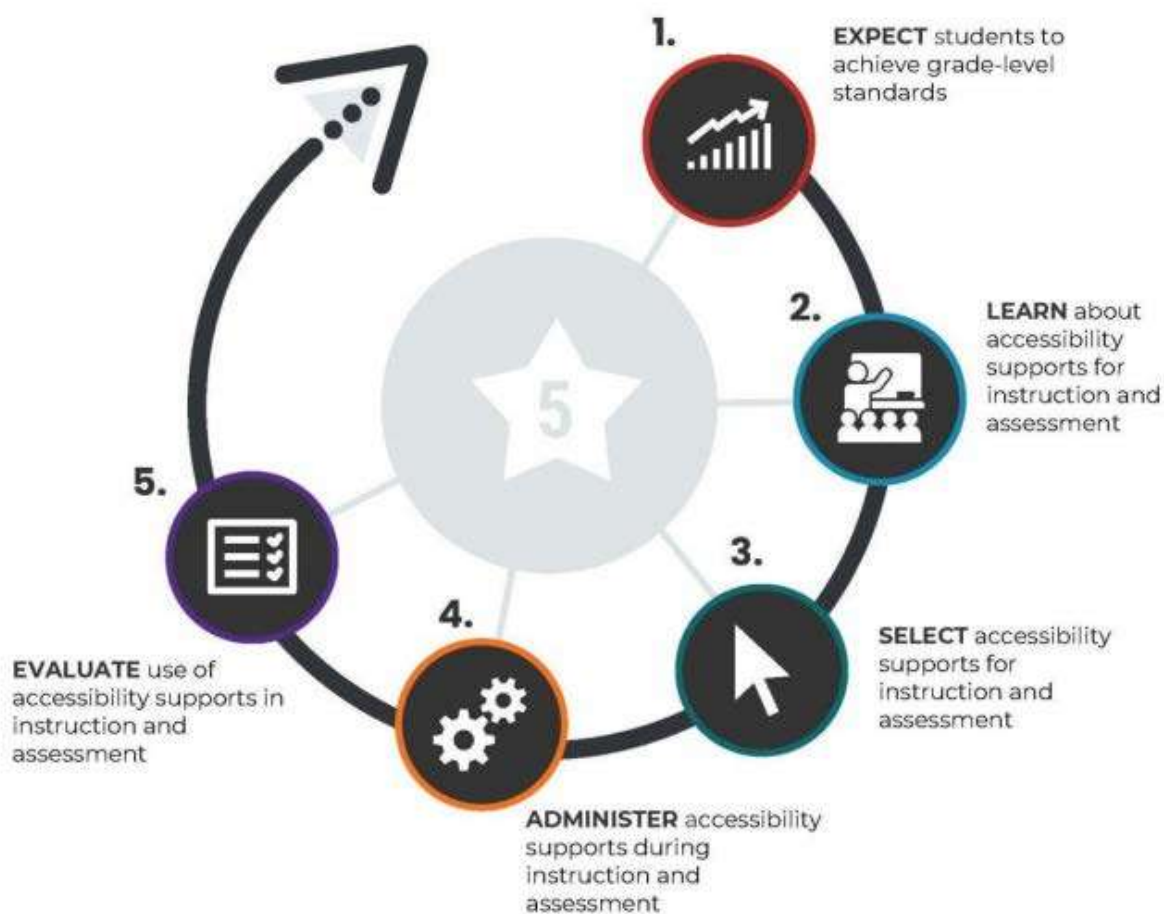 1.
EXPECT students to
achieve grade-level
standards
2.
LEARN about
accessibility
supports for
instruction and
assessment
3.
SELECT accessibility
supports for
instruction and
assessment
4.
ADMINISTER accessibility
supports during
instruction and
assessment
5.
EVALUATE use of
accessibility supports in
instruction and
assessment
5